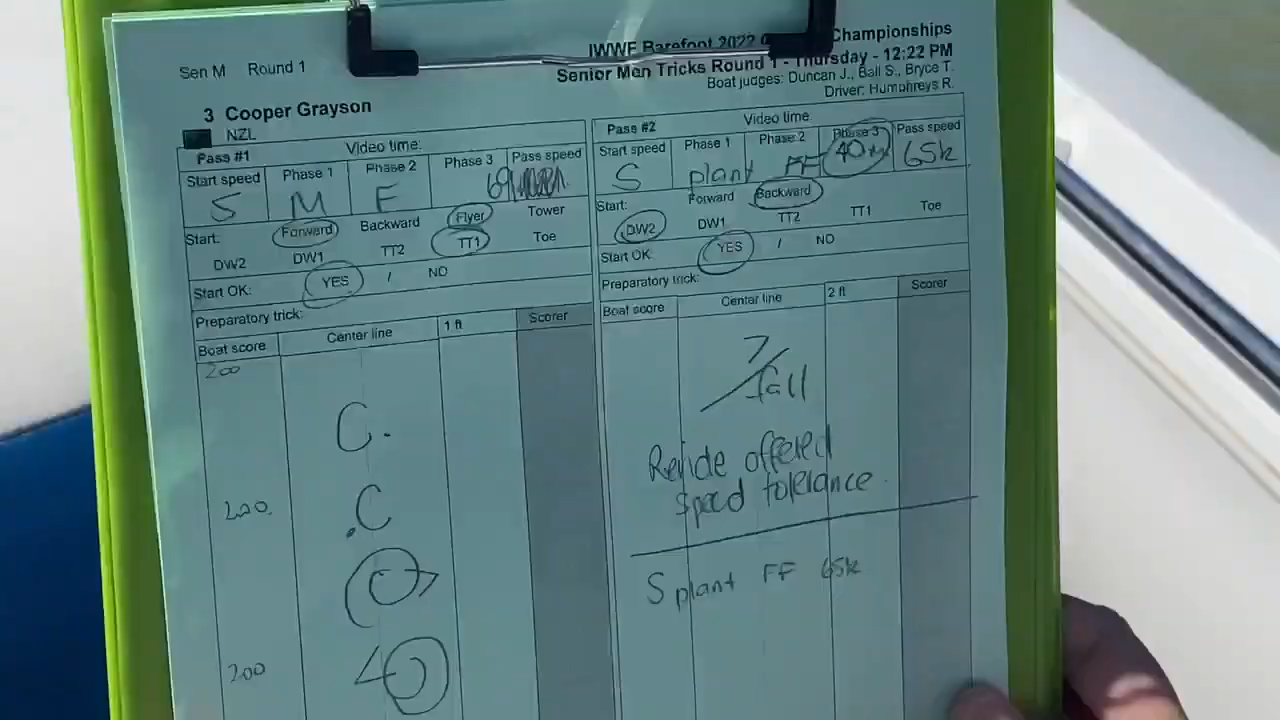 Sen M Round 1
IWWF Barefoot 2022 Championships
Senior Men Tricks Round 1 - Thursday - 12:22 PM
Boat judges: Duncan J., Ball S., Bryce T.
Driver: Humphreys R.
3 Cooper Grayson
NZL
Pass #1 Video time:
Start speed Phase 1 Phase 2 Phase 3 Pass speed
S M F 69
Start: Forward Backward Flyer Tower
DW2 DW1 TT2 TT1 Toe
Start OK: YES / NO
Preparatory trick:
Boat score Center line 1 ft Scorer
200
C.
200
.C
C
200
Pass #2 Video time
Start speed Phase 1 Phase 2 Phase 3 Pass speed
S plant FF 40 65k
Start: Forward Backward
DW2 DW1 TT2 TT1 Toe
Start OK: YES / NO
Preparatory trick:
Boat score Center line 2 ft Scorer
7
fall
Reride offered
speed tolerance.
S plant FF 65k